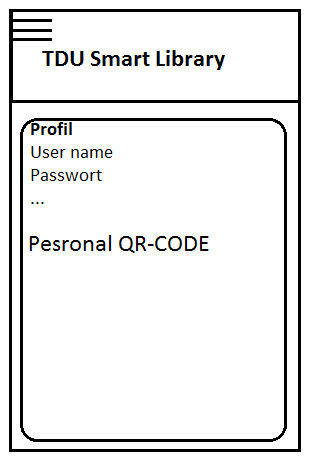 TDU Smart Library
Profil
User name
Passwort
...
Pesronal QR-CODE